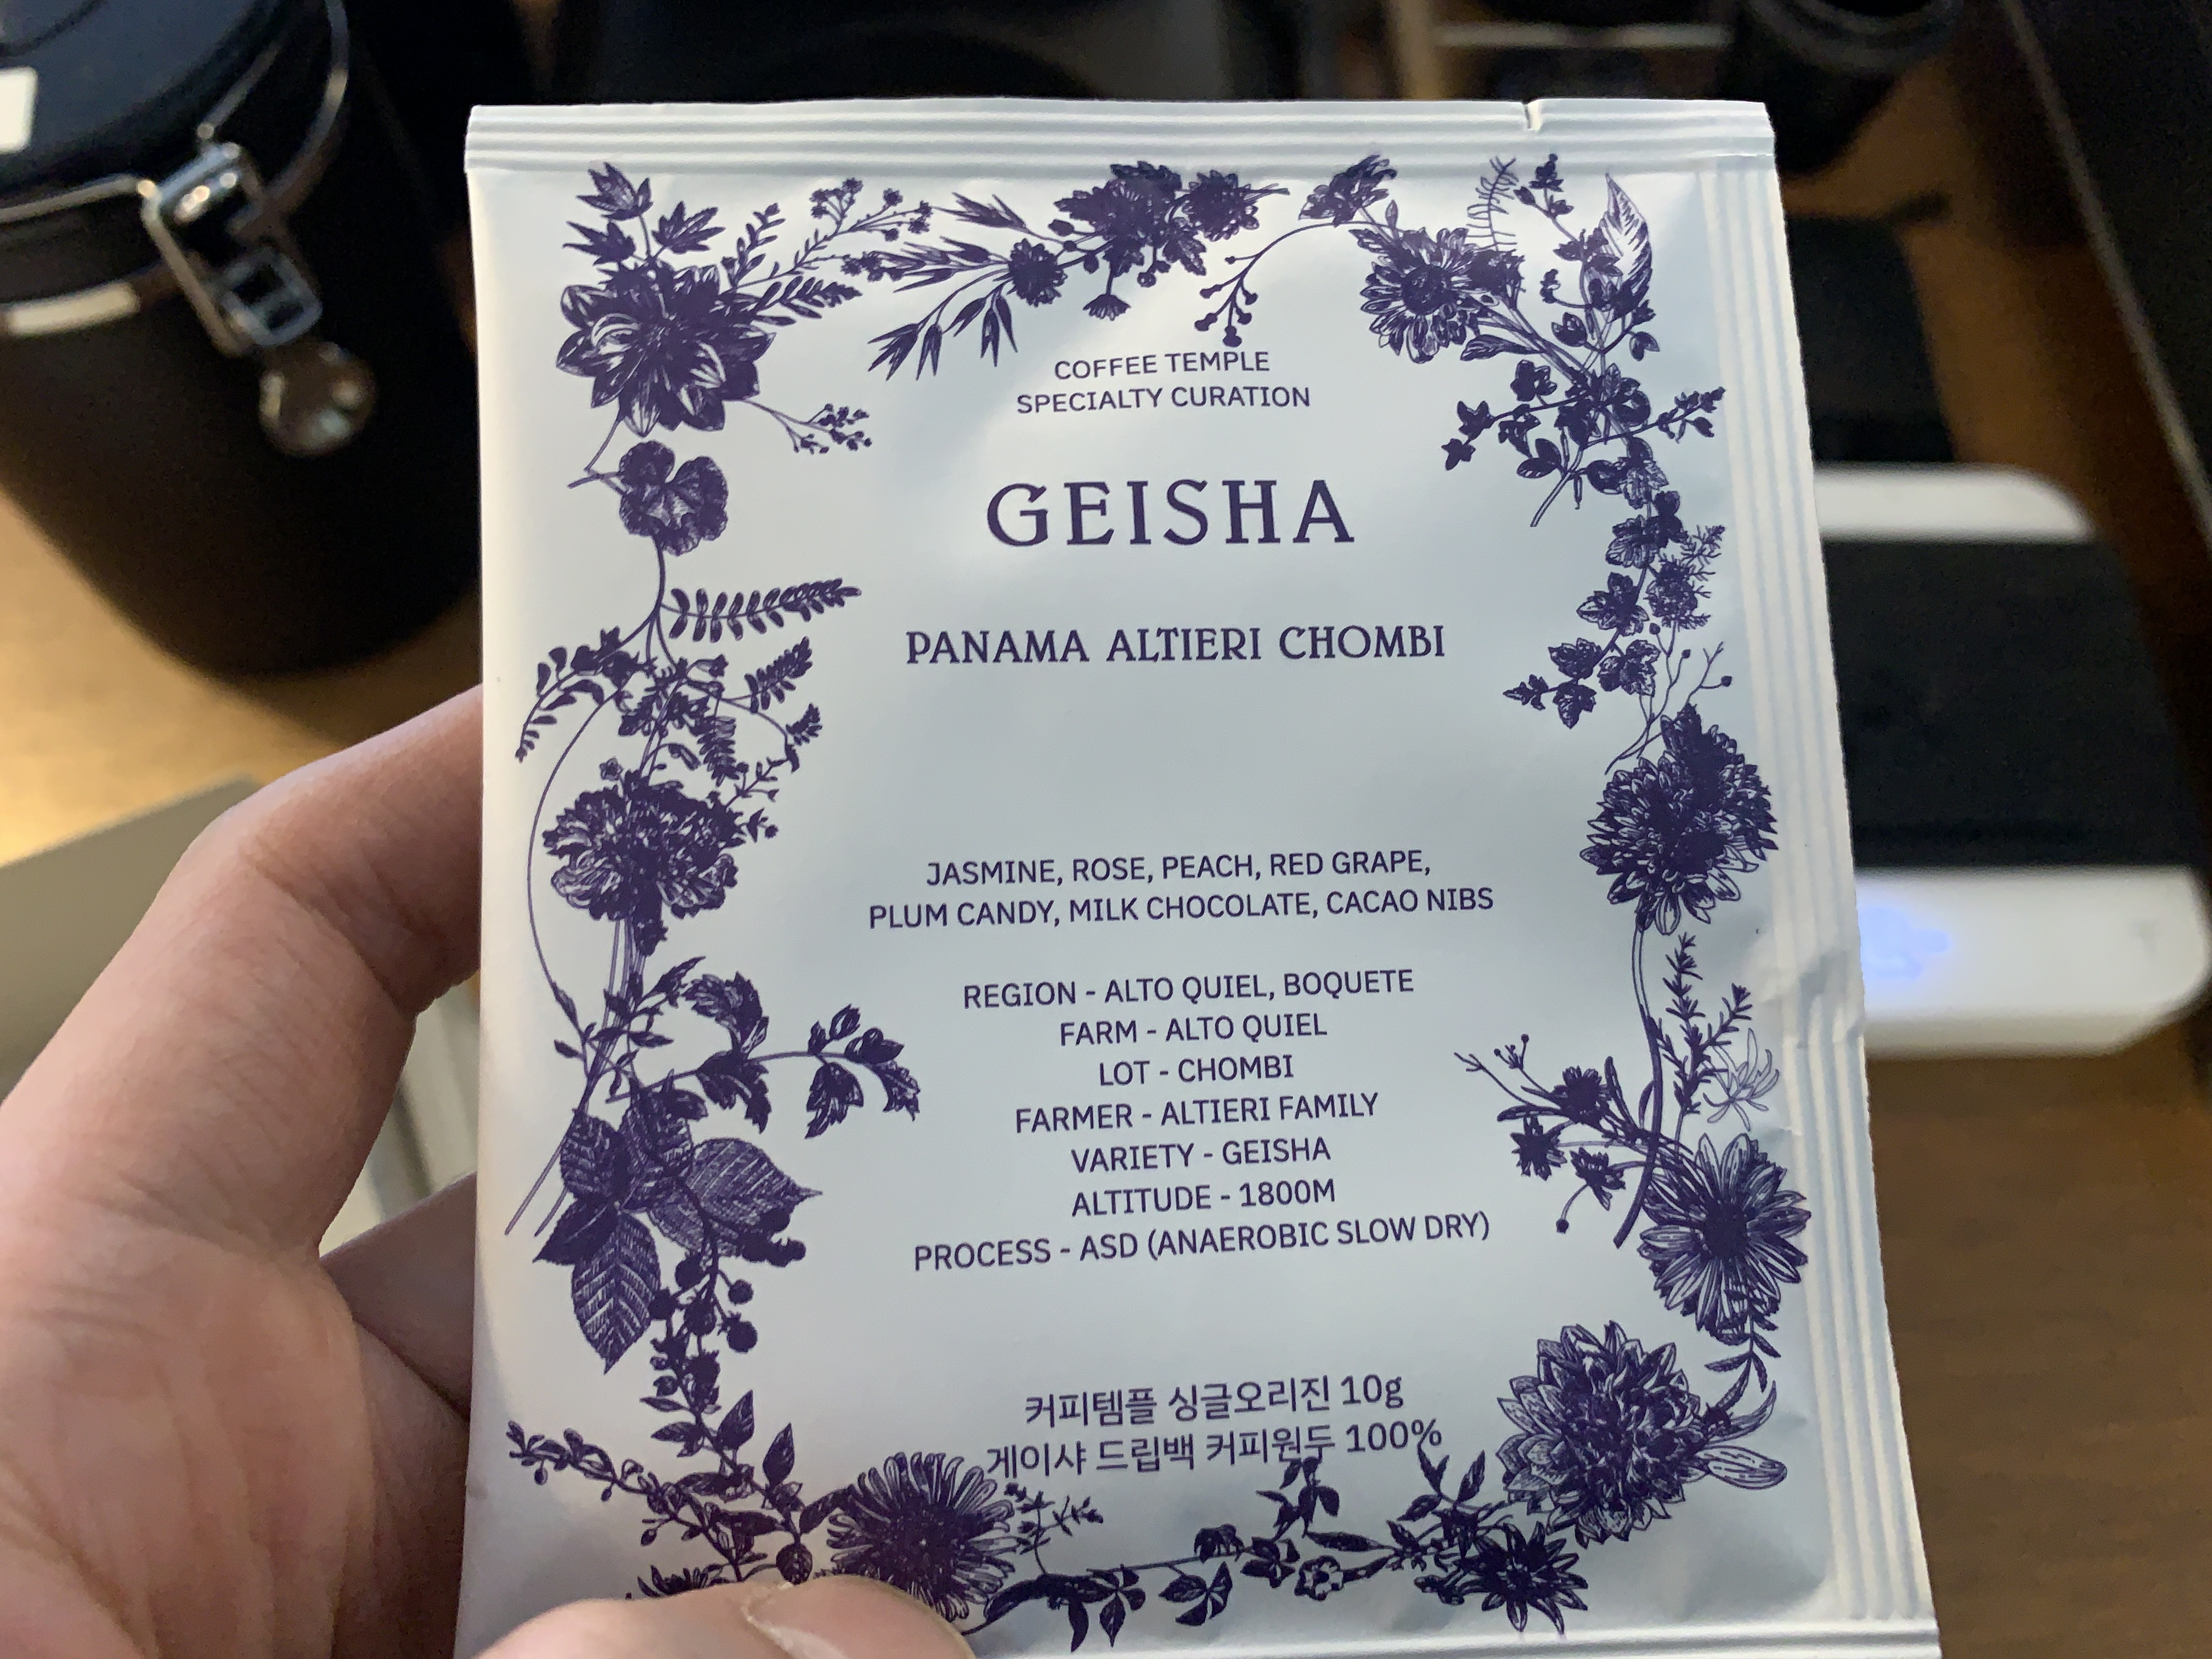 COFFEE TEMPLE
SPECIALTY CURATION
GEISHA
PANAMA ALTIERI CHOMBI
JASMINE, ROSE, PEACH, RED GRAPE,
PLUM CANDY, MILK CHOCOLATE, CACAO NIBS
REGION - ALTO QUIEL, BOQUETE
FARM - ALTO QUIEL
LOT - CHOMBI
FARMER - ALTIERI FAMILY
VARIETY - GEISHA
ALTITUDE - 1800M
PROCESS - ASD (ANAEROBIC SLOW DRY)
커피템플 싱글오리진 10g
게이샤 드립백 커피원두 100%